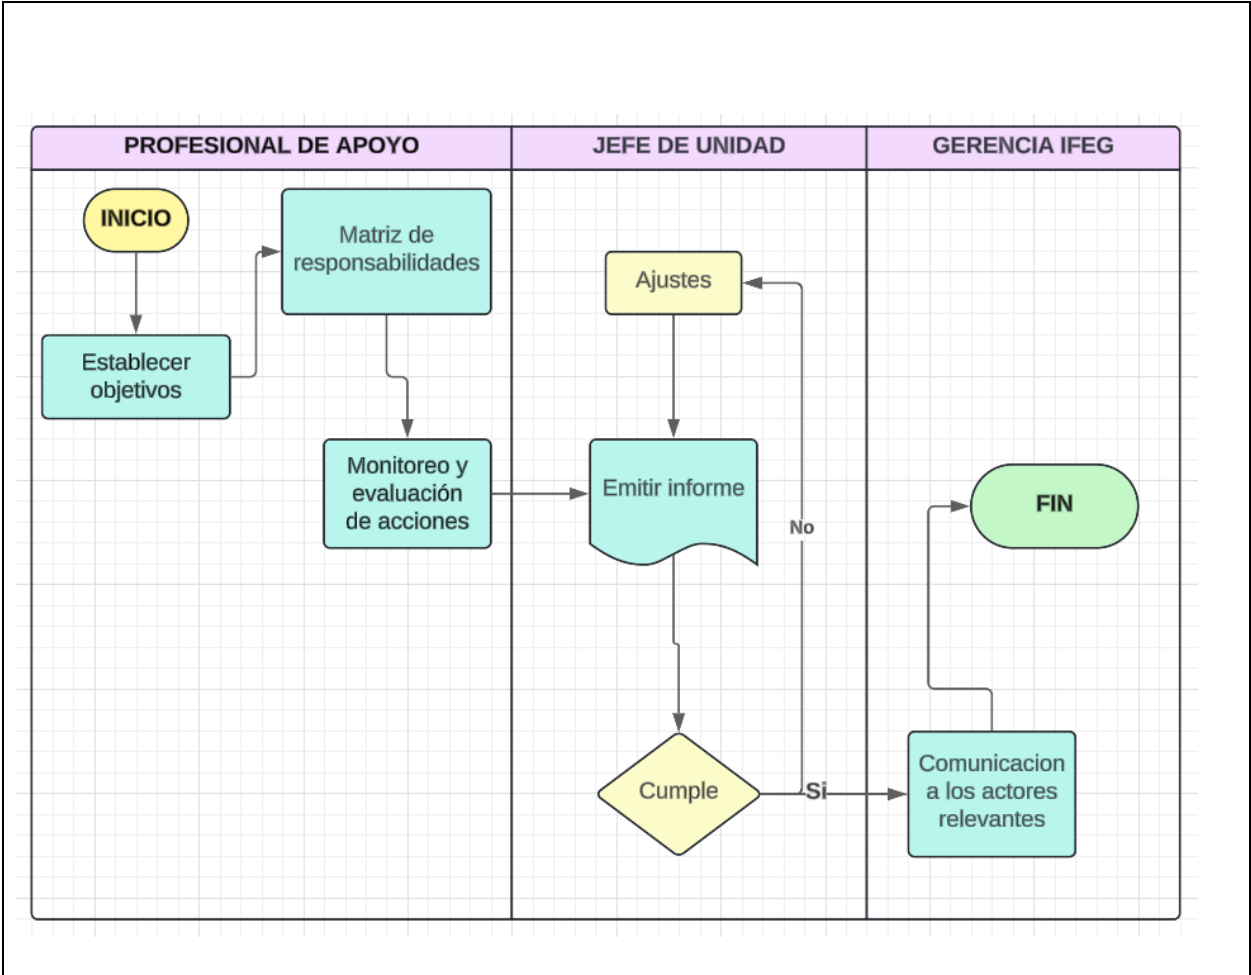 PROFESIONAL DE APOYO
JEFE DE UNIDAD
GERENCIA IFEG
INICIO
Matriz de
responsabilidades
Establecer
objetivos
Monitoreo y
evaluación
de acciones
Ajustes
Emitir informe
No
Cumple
Si
FIN
Comunicacion
a los actores
relevantes